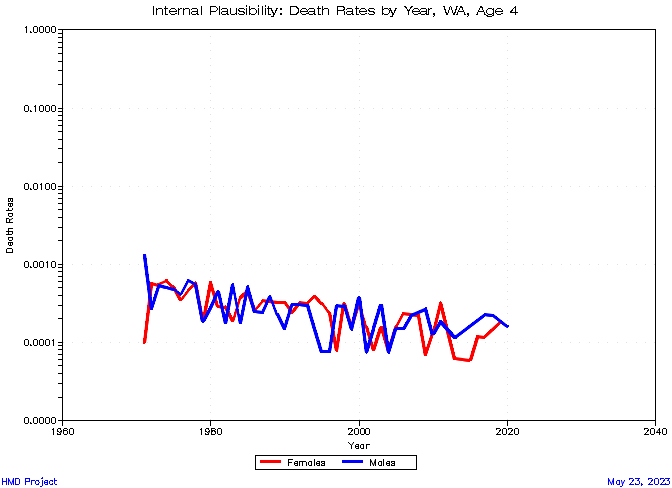 Internal Plausibility: Death Rates by Year, WA, Age 4
1.0000
0.1000
0.0100
0.0010
0.0001
0.0000
Death Rates
1960
1980
2000
2020
2040
Year
Females
Males
HMD Project
May 23, 2023